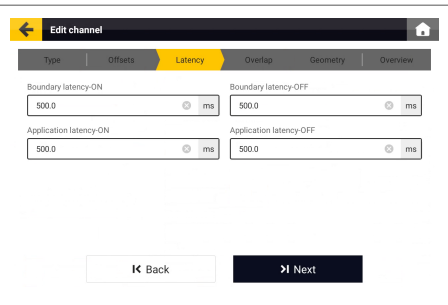 Edit channel
Type Offsets Latency Overlap Geometry Overview
Boundary latency-ON Boundary latency-OFF
500.0 ms 500.0 ms
Application latency-ON Application latency-OFF
500.0 ms 500.0 ms
Back Next